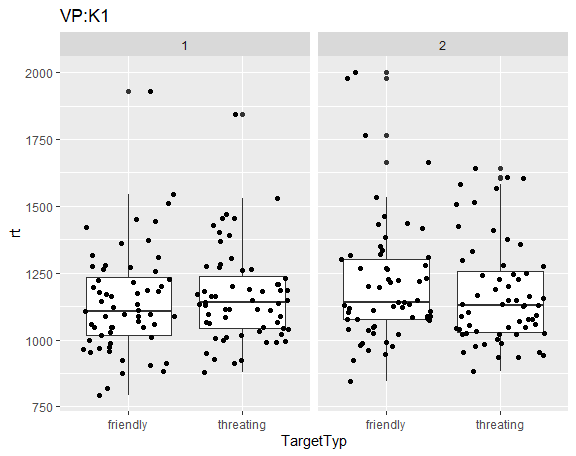 VP:K1
1 2
2000
1750
1500
1250
1000
750
rt
friendly threating friendly threating
TargetTyp